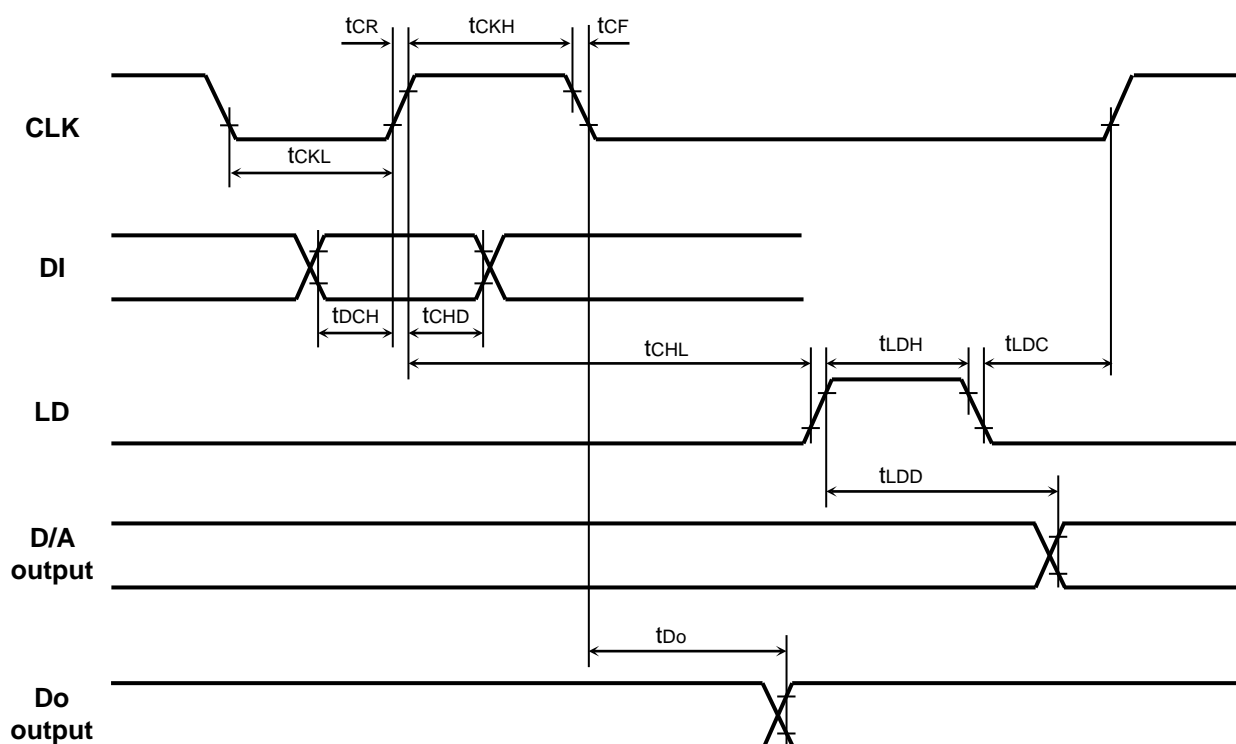 tCR
tCKH
tCF
CLK
tCKL
DI
tDCH
tCHD
tCHL
tLDH
tLDC
LD
tLDD
D/A
output
tDo
Do
output